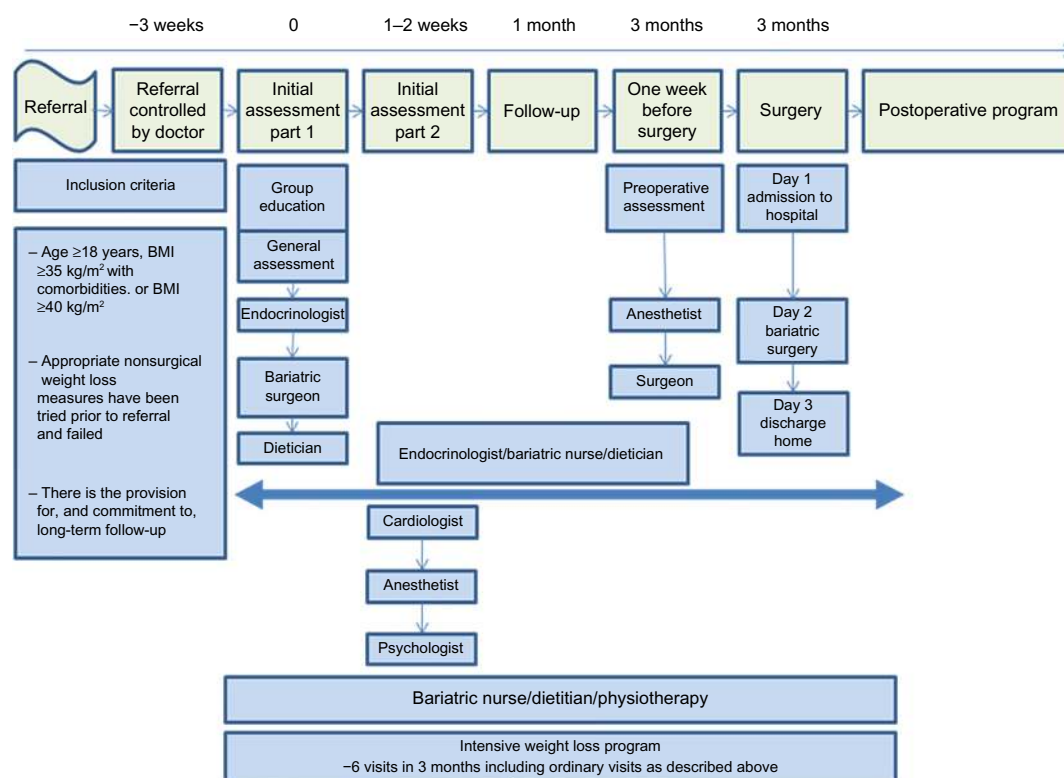 −3 weeks
0
1–2 weeks
1 month
3 months
3 months
Referral
Referral
controlled
by doctor
Initial
assessment
part 1
Initial
assessment
part 2
Follow-up
One week
before
surgery
Surgery
Postoperative program
Inclusion criteria
– Age ≥18 years, BMI
≥35 kg/m² with
comorbidities. or BMI
≥40 kg/m²
– Appropriate nonsurgical
weight loss
measures have been
tried prior to referral
and failed
– There is the provision
for, and commitment to,
long-term follow-up
Group
education
General
assessment
Endocrinologist
Bariatric
surgeon
Dietician
Preoperative
assessment
Anesthetist
Surgeon
Day 1
admission to
hospital
Day 2
bariatric
surgery
Day 3
discharge
home
Endocrinologist/bariatric nurse/dietician
Cardiologist
Anesthetist
Psychologist
Bariatric nurse/dietitian/physiotherapy
Intensive weight loss program
−6 visits in 3 months including ordinary visits as described above